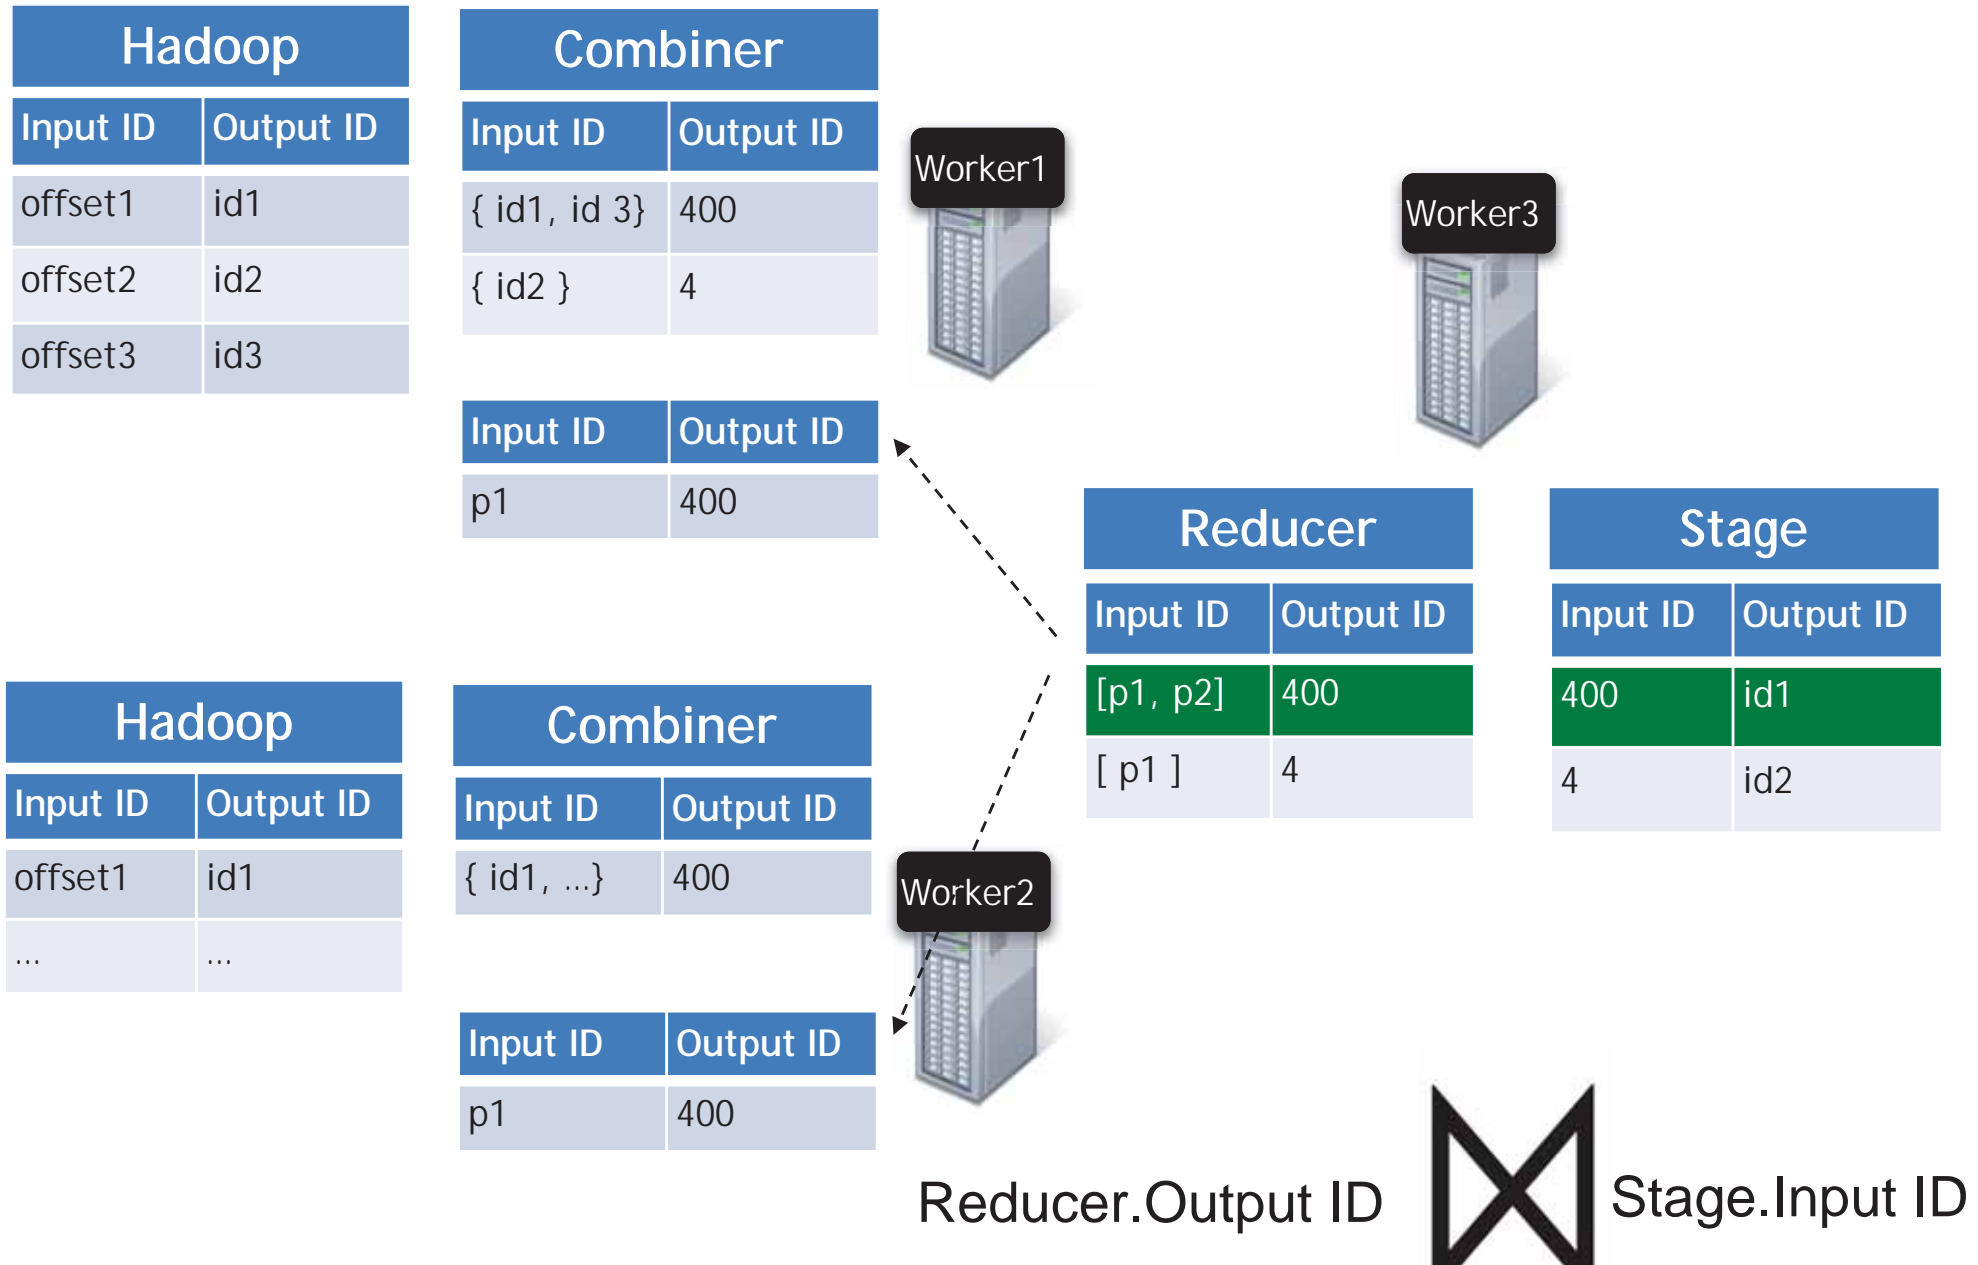 Hadoop
Input ID Output ID
offset1 id1
offset2 id2
offset3 id3
Combiner
Input ID Output ID
{ id1, id 3} 400
{ id2 } 4
Worker1
Worker3
Input ID Output ID
p1 400
Reducer
Input ID Output ID
[p1, p2] 400
[ p1 ] 4
Stage
Input ID Output ID
400 id1
4 id2
Hadoop
Input ID Output ID
offset1 id1
... ...
Combiner
Input ID Output ID
{ id1, ...} 400
Worker2
Input ID Output ID
p1 400
Reducer.Output ID Stage.Input ID